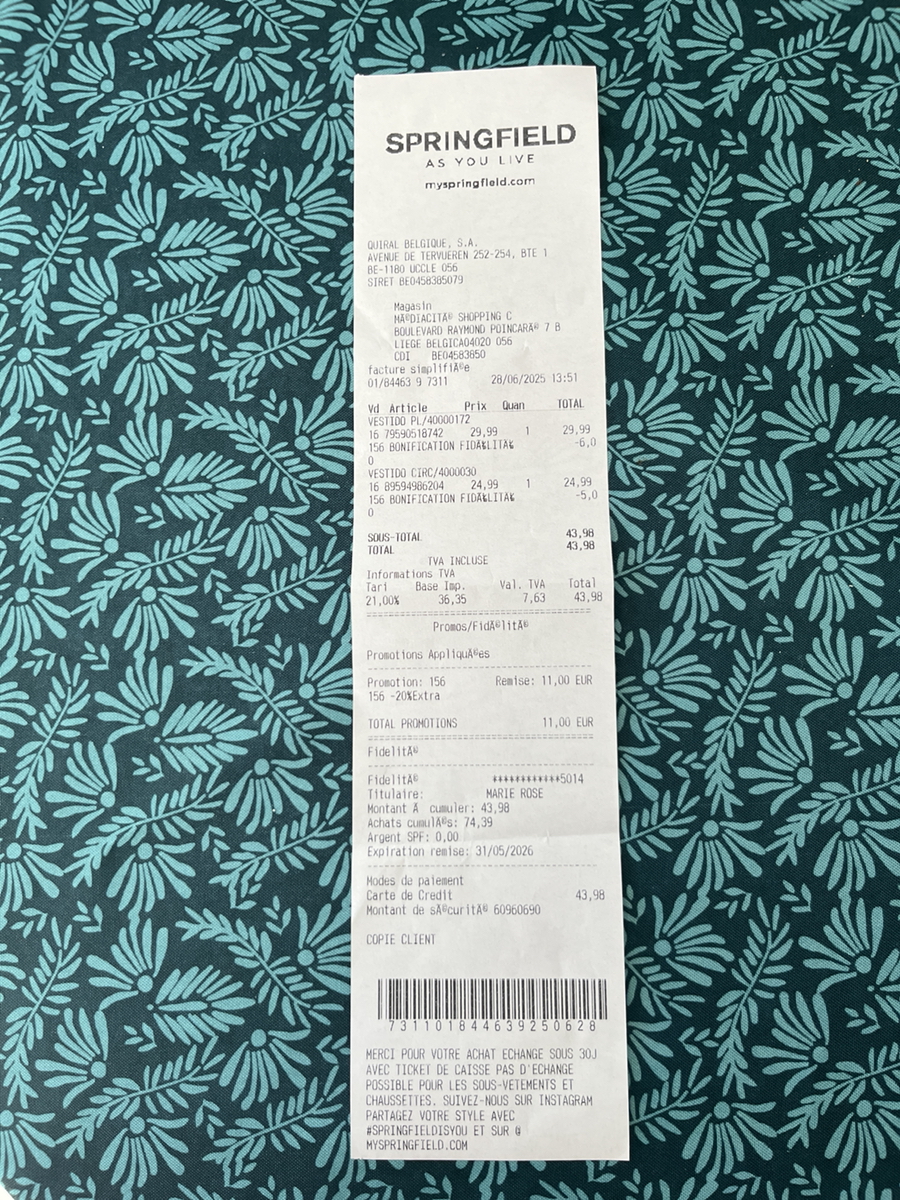 SPRINGFIELD
AS YOU LIVE
myspringfield.com
QUIRAL BELGIQUE, S.A.
AVENUE DE TERVUEREN 252-254, BTE 1
BE-1180 UCCLE 056
SIRET BE0458385079
Magasin
MÃ©DIACITÃ© SHOPPING C
BOULEVARD RAYMOND POINCARÃ© 7 B
LIEGE BELGICA04020 056
CDI BE04583850
facture simplifiÃ©e
01/84463 9 7311 28/06/2025 13:51
Vd Article Prix Quan TOTAL
VESTIDO PL/40000172
16 79590518742 29,99 1 29,99
156 BONIFICATION FIDÃ‰LITÃ‰ -6,0
0
VESTIDO CIRC/4000030
16 89594986204 24,99 1 24,99
156 BONIFICATION FIDÃ‰LITÃ‰ -5,0
0
SOUS-TOTAL 43,98
TOTAL 43,98
TVA INCLUSE
Informations TVA
Tari Base Imp. Val. TVA Total
21,00% 36,35 7,63 43,98
Promos/FidÃ©litÃ©
Promotions AppliquÃ©es
Promotion: 156 Remise: 11,00 EUR
156 -20%Extra
TOTAL PROMOTIONS 11,00 EUR
FidelitÃ©
FidelitÃ© ************5014
Titulaire: MARIE ROSE
Montant Ã cumuler: 43,98
Achats cumulÃ©s: 74,39
Argent SPF: 0,00
Expiration remise: 31/05/2026
Modes de paiement
Carte de Credit 43,98
Montant de sÃ©curitÃ© 60960690
COPIE CLIENT
731101844639250628
MERCI POUR VOTRE ACHAT ECHANGE SOUS 30J
AVEC TICKET DE CAISSE PAS D'ECHANGE
POSSIBLE POUR LES SOUS-VETEMENTS ET
CHAUSSETTES. SUIVEZ-NOUS SUR INSTAGRAM
PARTAGEZ VOTRE STYLE AVEC
#SPRINGFIELDISYOU ET SUR @
MYSPRINGFIELD.COM